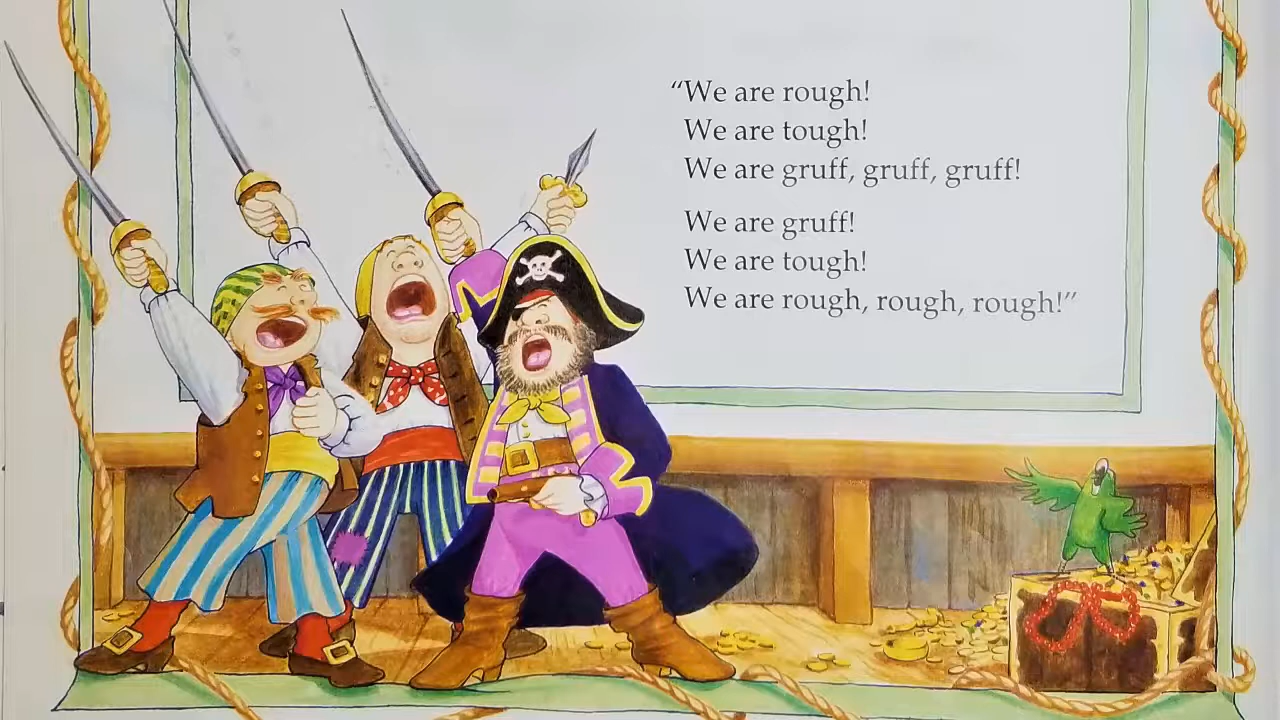 “We are rough!
We are tough!
We are gruff, gruff, gruff!
We are gruff!
We are tough!
We are rough, rough, rough!”